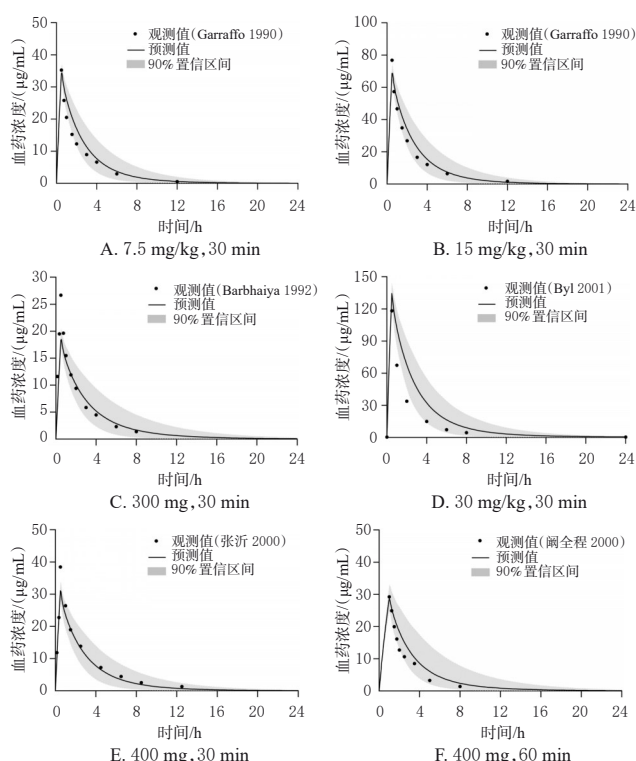 50
40
30
20
10
0
血药浓度/(μg/mL)
观测值(Garraffo 1990)
预测值
90% 置信区间
0 4 8 12 16 20 24
时间/h
A. 7.5 mg/kg,30 min
100
80
60
40
20
0
血药浓度/(μg/mL)
观测值(Garraffo 1990)
预测值
90% 置信区间
0 4 8 12 16 20 24
时间/h
B. 15 mg/kg,30 min
30
25
20
15
10
5
0
血药浓度/(μg/mL)
观测值(Barbhaiya 1992)
预测值
90% 置信区间
0 4 8 12 16 20 24
时间/h
C. 300 mg,30 min
150
120
90
60
30
0
血药浓度/(μg/mL)
观测值(Byl 2001)
预测值
90% 置信区间
0 4 8 12 16 20 24
时间/h
D. 30 mg/kg,30 min
50
40
30
20
10
0
血药浓度/(μg/mL)
观测值(张沂 2000)
预测值
90% 置信区间
0 4 8 12 16 20 24
时间/h
E. 400 mg,30 min
50
40
30
20
10
0
血药浓度/(μg/mL)
观测值(阚全程 2000)
预测值
90% 置信区间
0 4 8 12 16 20 24
时间/h
F. 400 mg,60 min